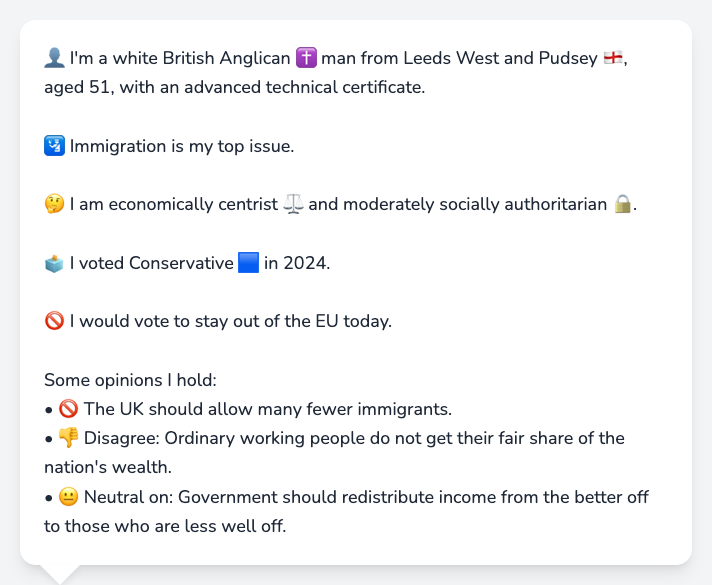 👤 I'm a white British Anglican ✝️ man from Leeds West and Pudsey 🏴󠁧󠁢󠁥󠁮󠁧󠁿,
aged 51, with an advanced technical certificate.
🛂 Immigration is my top issue.
🤔 I am economically centrist ⚖️ and moderately socially authoritarian 🔒.
🗳️ I voted Conservative 🟦 in 2024.
🚫 I would vote to stay out of the EU today.
Some opinions I hold:
• 🚫 The UK should allow many fewer immigrants.
• 👎 Disagree: Ordinary working people do not get their fair share of the
nation's wealth.
• 😐 Neutral on: Government should redistribute income from the better off
to those who are less well off.